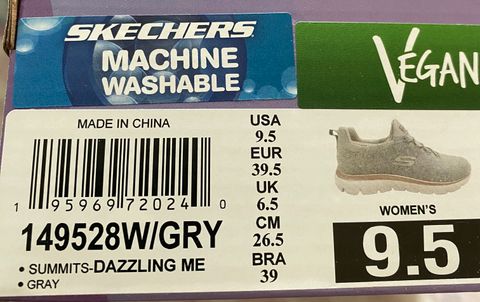 SKECHERS
MACHINE
WASHABLE
VEGAN
MADE IN CHINA
1 95969 72024 0
149528W/GRY
• SUMMITS-DAZZLING ME
• GRAY
USA
9.5
EUR
39.5
UK
6.5
CM
26.5
BRA
39
WOMEN'S
9.5